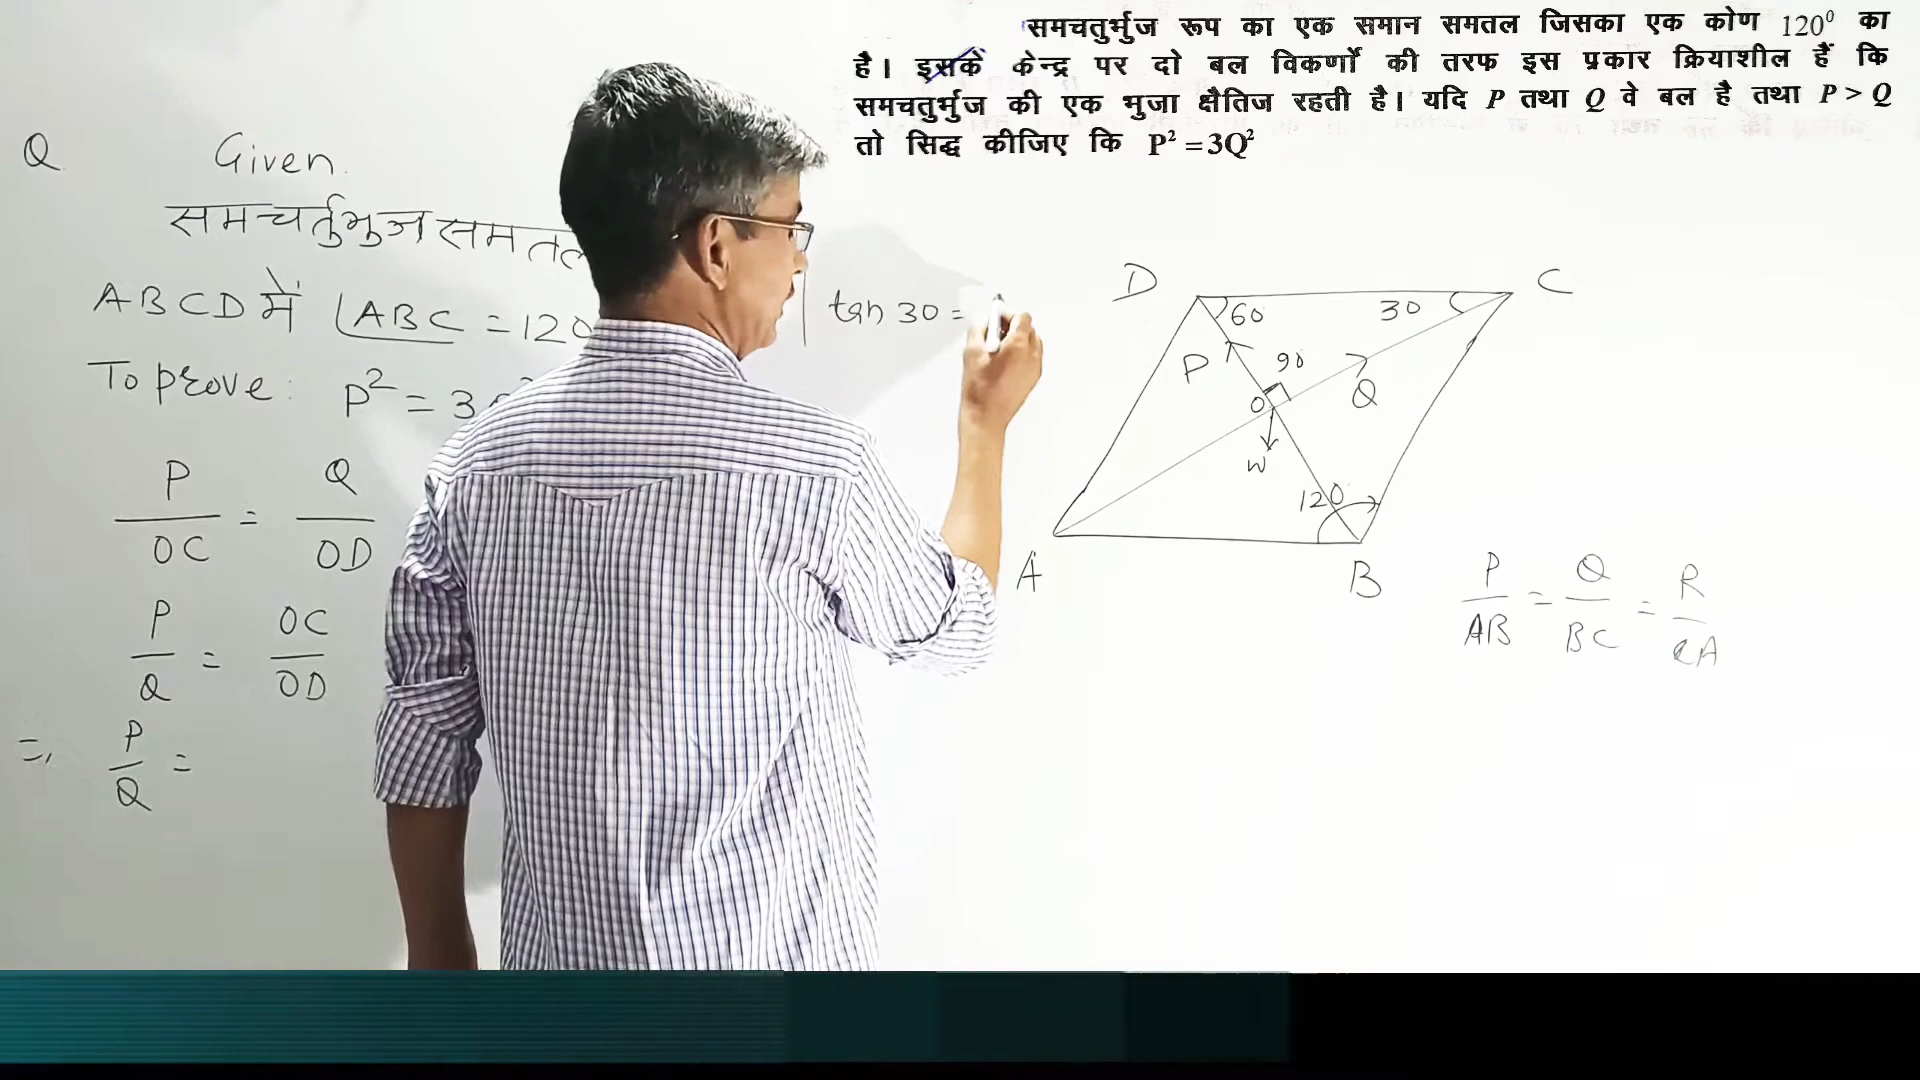 समचतुर्भुज रूप का एक समान समतल जिसका एक कोण 120⁰ का
है। इसके केन्द्र पर दो बल विकर्णों की तरफ इस प्रकार क्रियाशील हैं कि
समचतुर्भुज की एक भुजा क्षैतिज रहती है। यदि P तथा Q वे बल है तथा P > Q
तो सिद्ध कीजिए कि P² = 3Q²
Q Given.
समचर्तुभुज समतल
ABCD में ∠ABC = 120
To prove: P² = 3
P/OC = Q/OD
P/Q = OC/OD
=, P/Q =
tan 30 =
D C
60 30
P 90 Q
O
W
120
A B
P/AB = Q/BC = R/CA